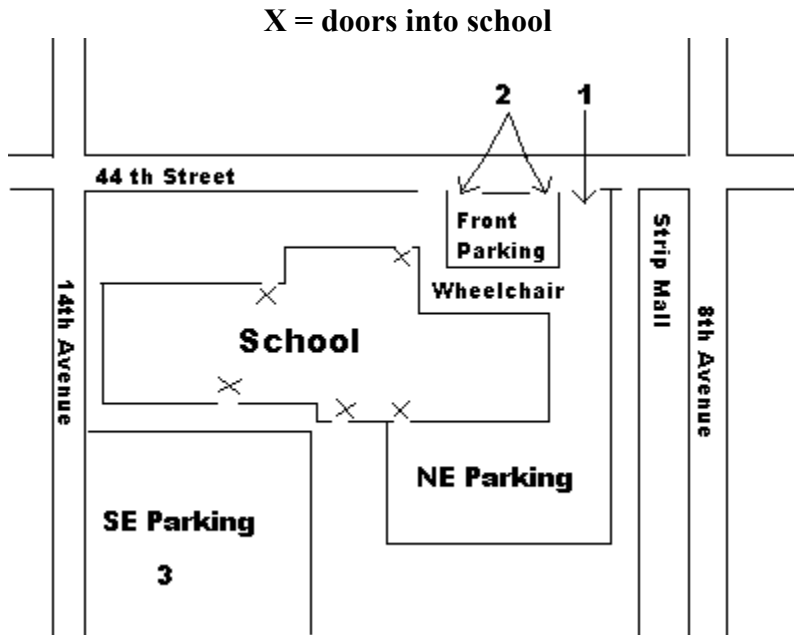 X = doors into school
2 1
44 th Street
Front
Parking
Wheelchair
Strip Mall
14th Avenue
8th Avenue
School
NE Parking
SE Parking
3